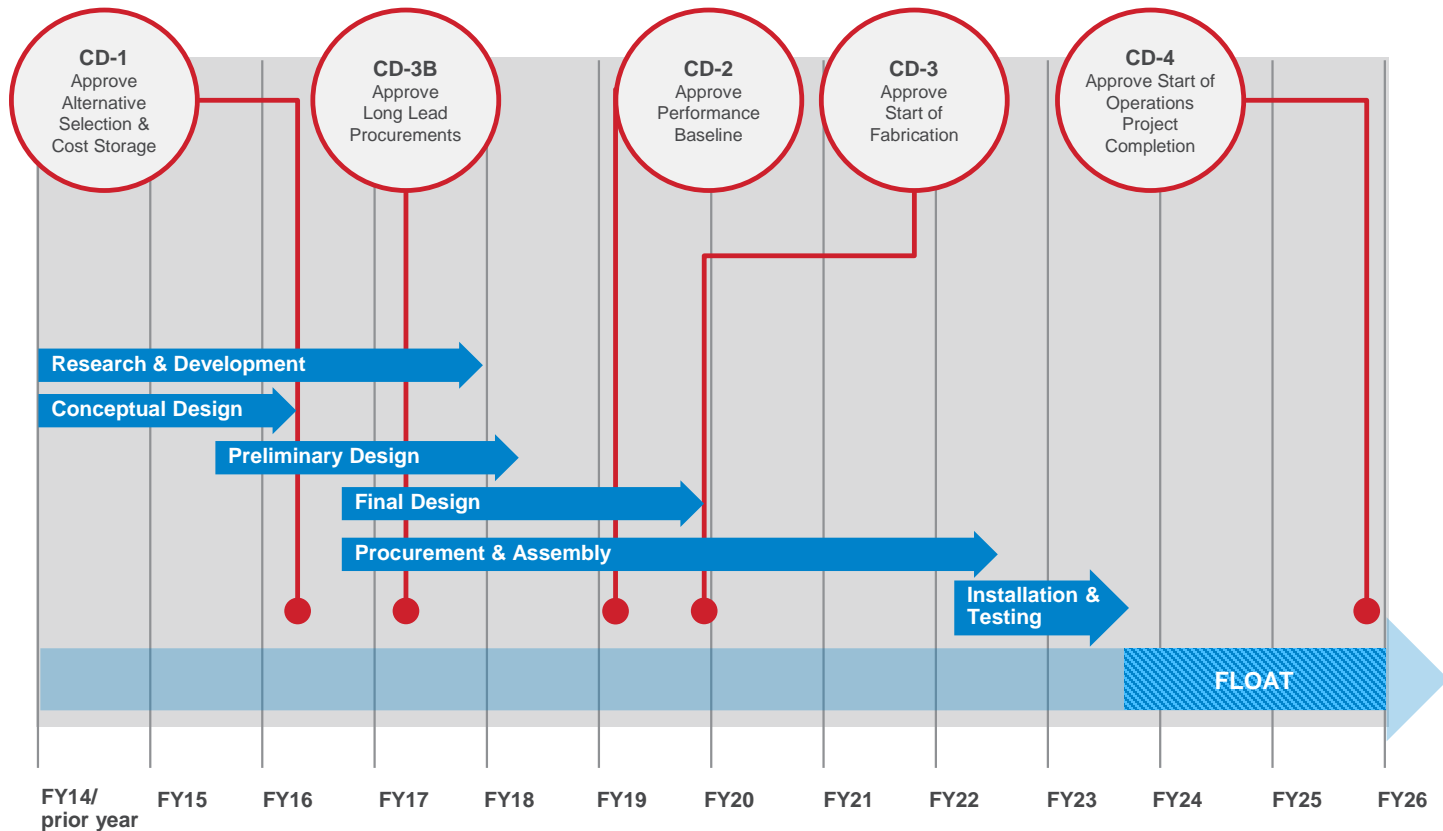 CD-1
Approve
Alternative
Selection &
Cost Storage
CD-3B
Approve
Long Lead
Procurements
CD-2
Approve
Performance
Baseline
CD-3
Approve
Start of
Fabrication
CD-4
Approve Start of
Operations
Project
Completion
Research & Development
Conceptual Design
Preliminary Design
Final Design
Procurement & Assembly
Installation &
Testing
FLOAT
FY14/
prior year
FY15
FY16
FY17
FY18
FY19
FY20
FY21
FY22
FY23
FY24
FY25
FY26